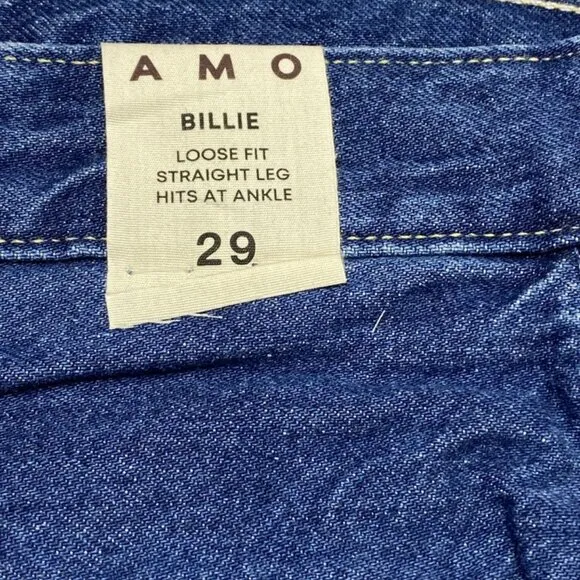 AMO
BILLIE
LOOSE FIT
STRAIGHT LEG
HITS AT ANKLE
29